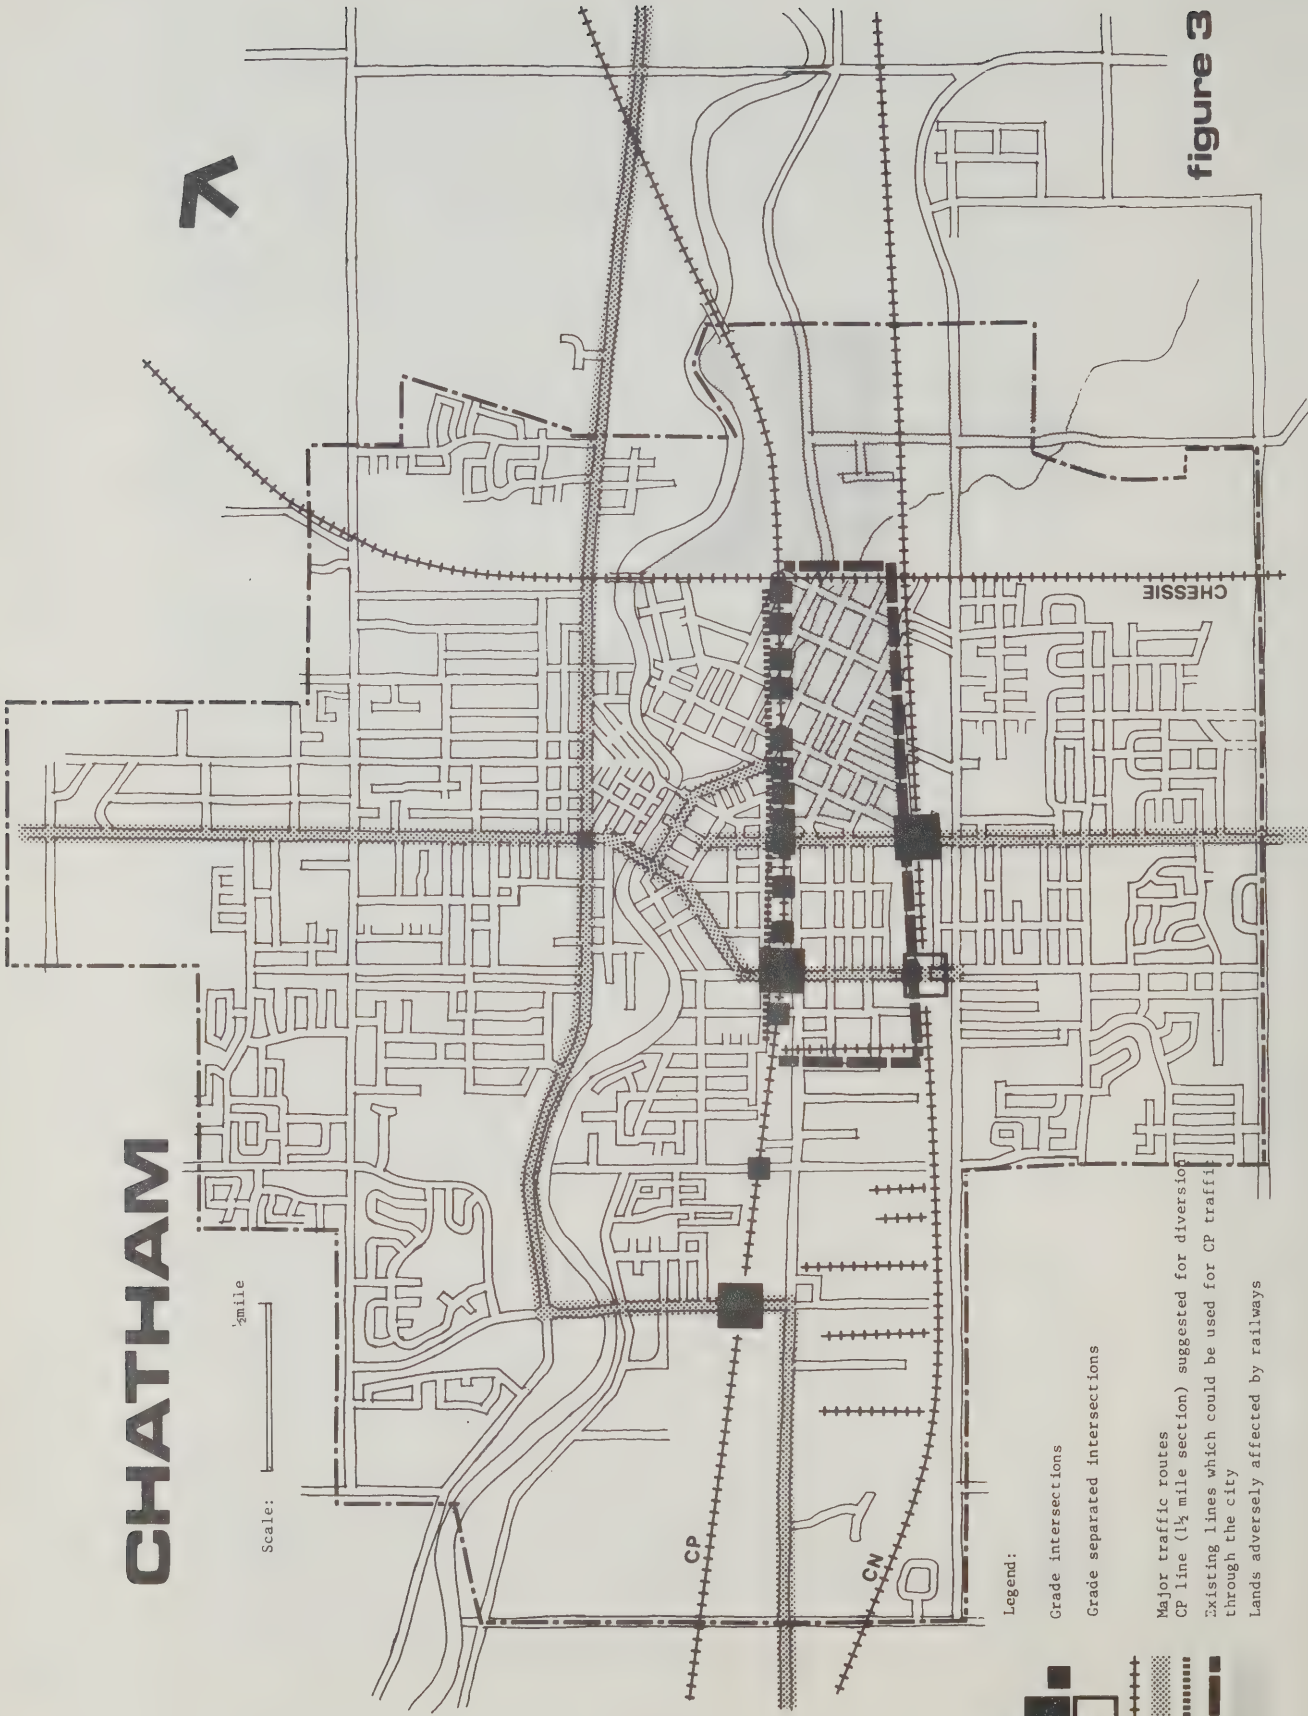 CHATHAM
Scale:
½mile
CP
CN
CHESSIE
Legend:
Grade intersections
Grade separated intersections
Major traffic routes
CP line (1½ mile section) suggested for diversion
Existing lines which could be used for CP traffic
through the city
Lands adversely affected by railways
figure 3